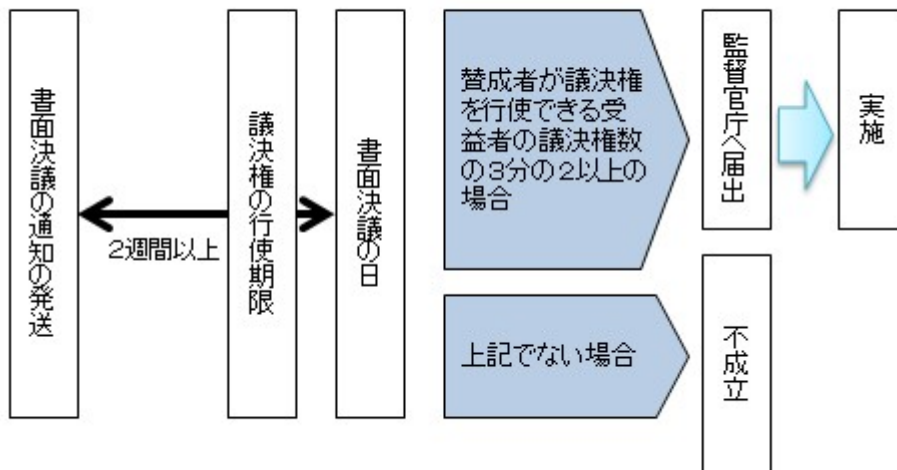 書面決議の通知の発送
2週間以上
議決権の行使期限
書面決議の日
賛成者が議決権
を行使できる受
益者の議決権数
の3分の2以上の
場合
監督官庁へ届出
実施
上記でない場合
不成立